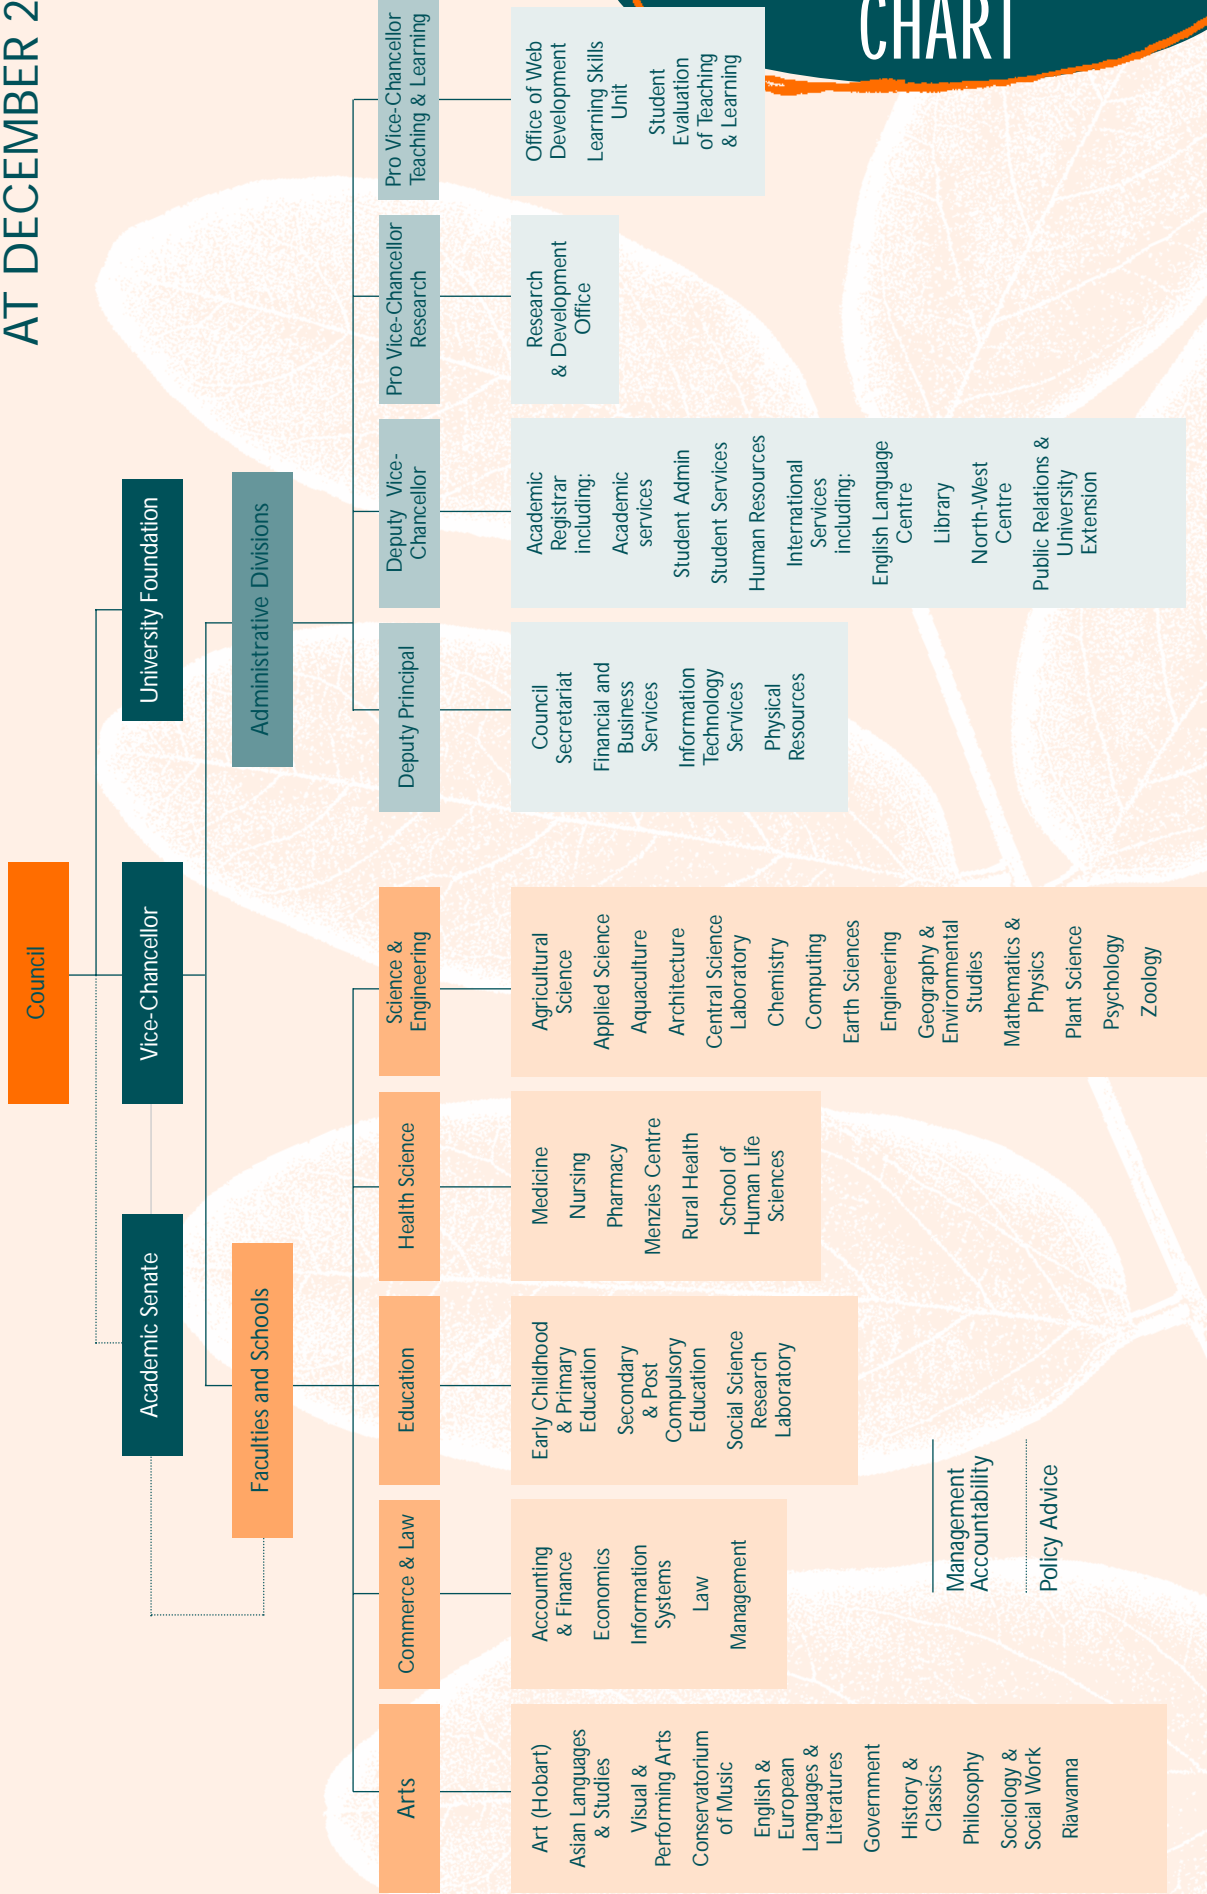 AT DECEMBER 2
CHART
Council
Academic Senate
Vice-Chancellor
University Foundation
Faculties and Schools
Administrative Divisions
Arts
Commerce & Law
Education
Health Science
Science &
Engineering
Deputy Principal
Deputy Vice-
Chancellor
Pro Vice-Chancellor
Research
Pro Vice-Chancellor
Teaching & Learning
Art (Hobart)
Asian Languages
& Studies
Visual &
Performing Arts
Conservatorium
of Music
English &
European
Languages &
Literatures
Government
History &
Classics
Philosophy
Sociology &
Social Work
Riawanna
Accounting
& Finance
Economics
Information
Systems
Law
Management
Early Childhood
& Primary
Education
Secondary
& Post
Compulsory
Education
Social Science
Research
Laboratory
Medicine
Nursing
Pharmacy
Menzies Centre
Rural Health
School of
Human Life
Sciences
Agricultural
Science
Applied Science
Aquaculture
Architecture
Central Science
Laboratory
Chemistry
Computing
Earth Sciences
Engineering
Geography &
Environmental
Studies
Mathematics &
Physics
Plant Science
Psychology
Zoology
Council
Secretariat
Financial and
Business
Services
Information
Technology
Services
Physical
Resources
Academic
Registrar
including:
Academic
services
Student Admin
Student Services
Human Resources
International
Services
including:
English Language
Centre
Library
North-West
Centre
Public Relations &
University
Extension
Research
& Development
Office
Office of Web
Development
Learning Skills
Unit
Student
Evaluation
of Teaching
& Learning
Management
Accountability
Policy Advice